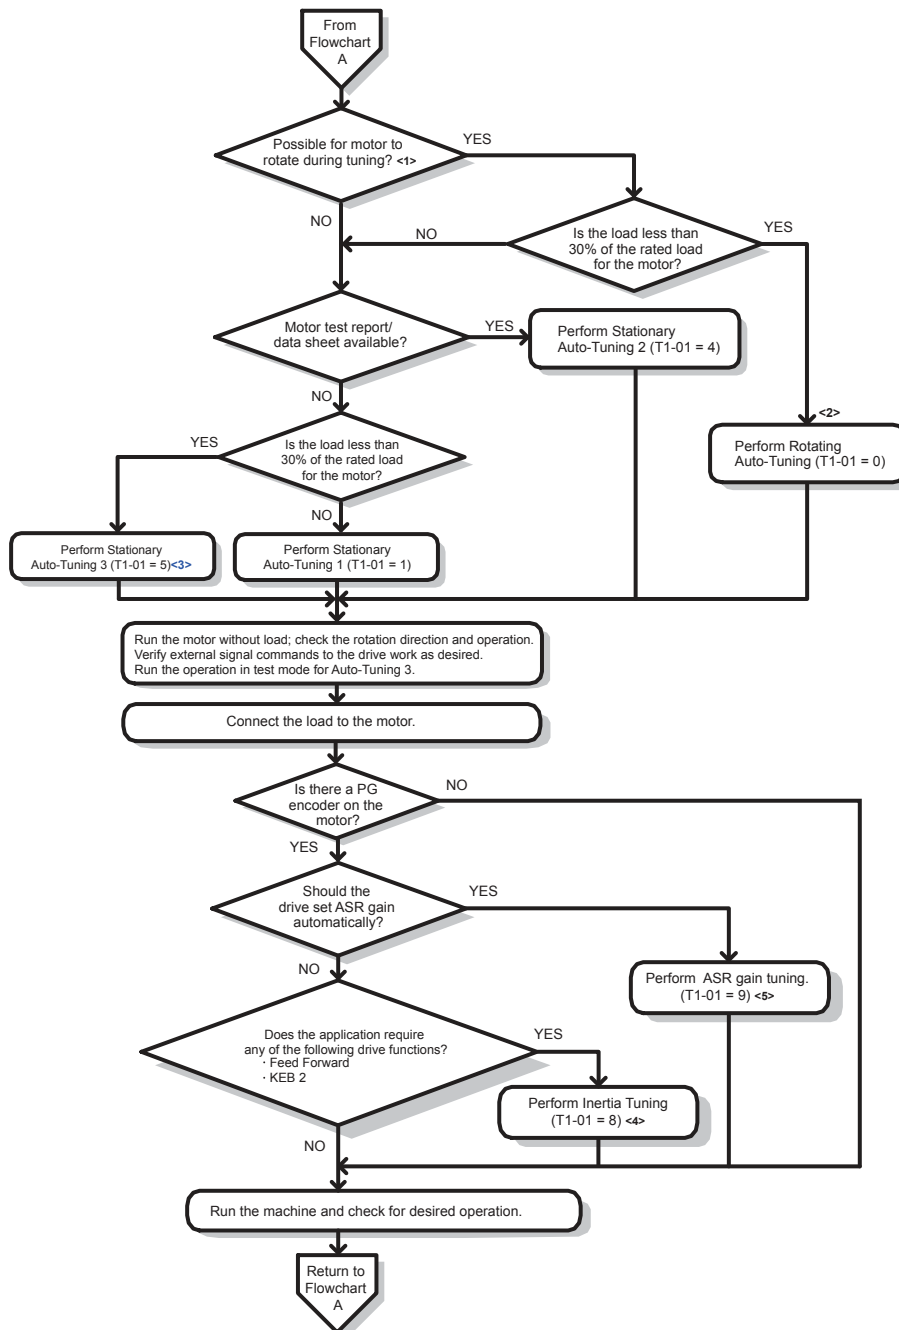 From
Flowchart
A
Possible for motor to
rotate during tuning? <1>
YES
NO
Is the load less than
30% of the rated load
for the motor?
YES
NO
Motor test report/
data sheet available?
YES
Perform Stationary
Auto-Tuning 2 (T1-01 = 4)
NO
<2>
Perform Rotating
Auto-Tuning (T1-01 = 0)
YES
Is the load less than
30% of the rated load
for the motor?
NO
Perform Stationary
Auto-Tuning 3 (T1-01 = 5)<3>
Perform Stationary
Auto-Tuning 1 (T1-01 = 1)
Run the motor without load; check the rotation direction and operation.
Verify external signal commands to the drive work as desired.
Run the operation in test mode for Auto-Tuning 3.
Connect the load to the motor.
Is there a PG
encoder on the
motor?
NO
YES
Should the
drive set ASR gain
automatically?
YES
NO
Perform ASR gain tuning.
(T1-01 = 9) <5>
Does the application require
any of the following drive functions?
· Feed Forward
· KEB 2
YES
Perform Inertia Tuning
(T1-01 = 8) <4>
NO
Run the machine and check for desired operation.
Return to
Flowchart
A